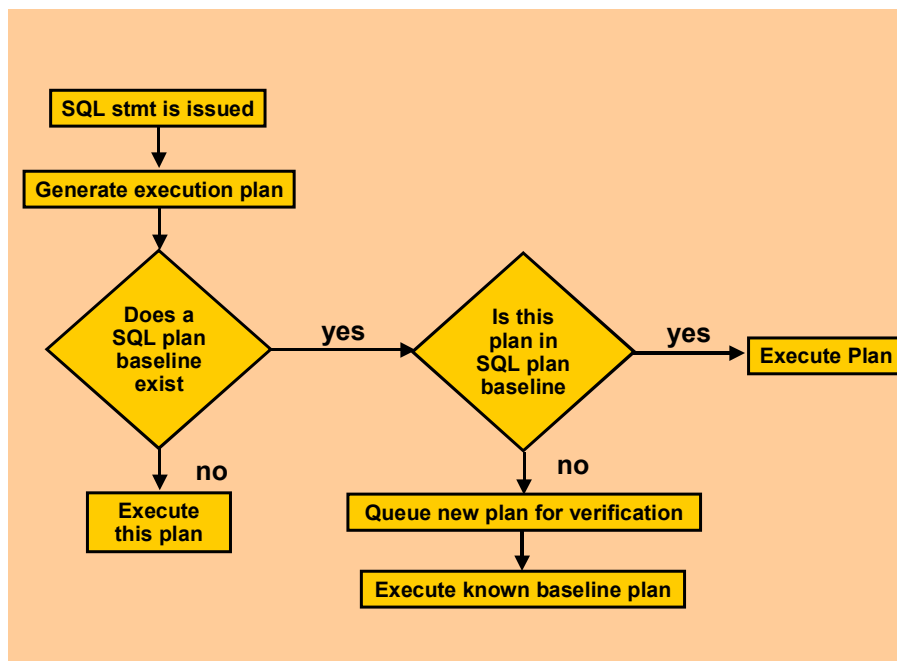 SQL stmt is issued
Generate execution plan
Does a
SQL plan
baseline
exist
yes
Is this
plan in
SQL plan
baseline
yes
Execute Plan
no
Execute
this plan
no
Queue new plan for verification
Execute known baseline plan